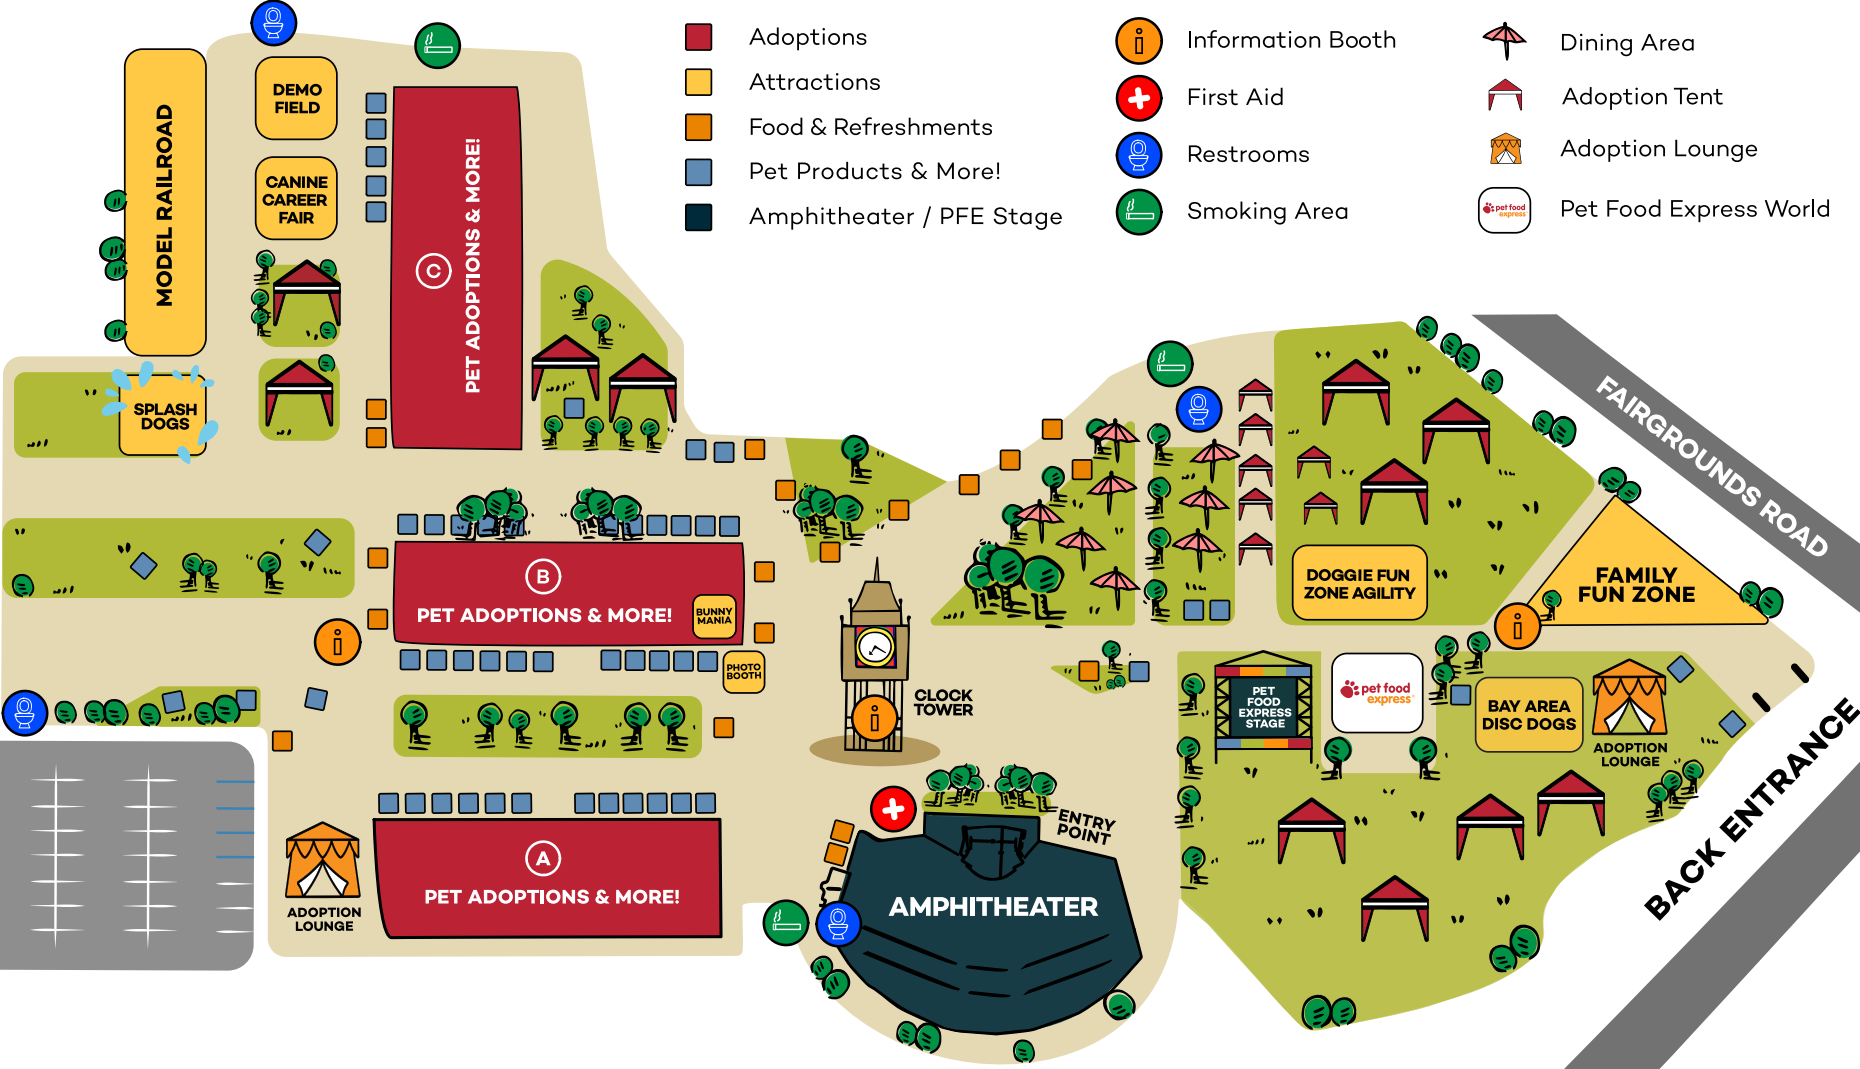 Adoptions
Attractions
Food & Refreshments
Pet Products & More!
Amphitheater / PFE Stage
Information Booth
First Aid
Restrooms
Smoking Area
Dining Area
Adoption Tent
Adoption Lounge
pet food
express
Pet Food Express World
MODEL RAILROAD
DEMO
FIELD
CANINE
CAREER
FAIR
C
PET ADOPTIONS & MORE!
SPLASH
DOGS
B
PET ADOPTIONS & MORE!
BUNNY
MANIA
PHOTO
BOOTH
CLOCK
TOWER
A
PET ADOPTIONS & MORE!
ADOPTION
LOUNGE
ENTRY
POINT
AMPHITHEATER
DOGGIE FUN
ZONE AGILITY
FAMILY
FUN ZONE
FAIRGROUNDS ROAD
PET
FOOD
EXPRESS
STAGE
pet food
express
BAY AREA
DISC DOGS
ADOPTION
LOUNGE
BACK ENTRANCE